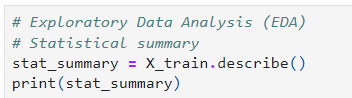 # Exploratory Data Analysis (EDA)
# Statistical summary
stat_summary = X_train.describe()
print(stat_summary)